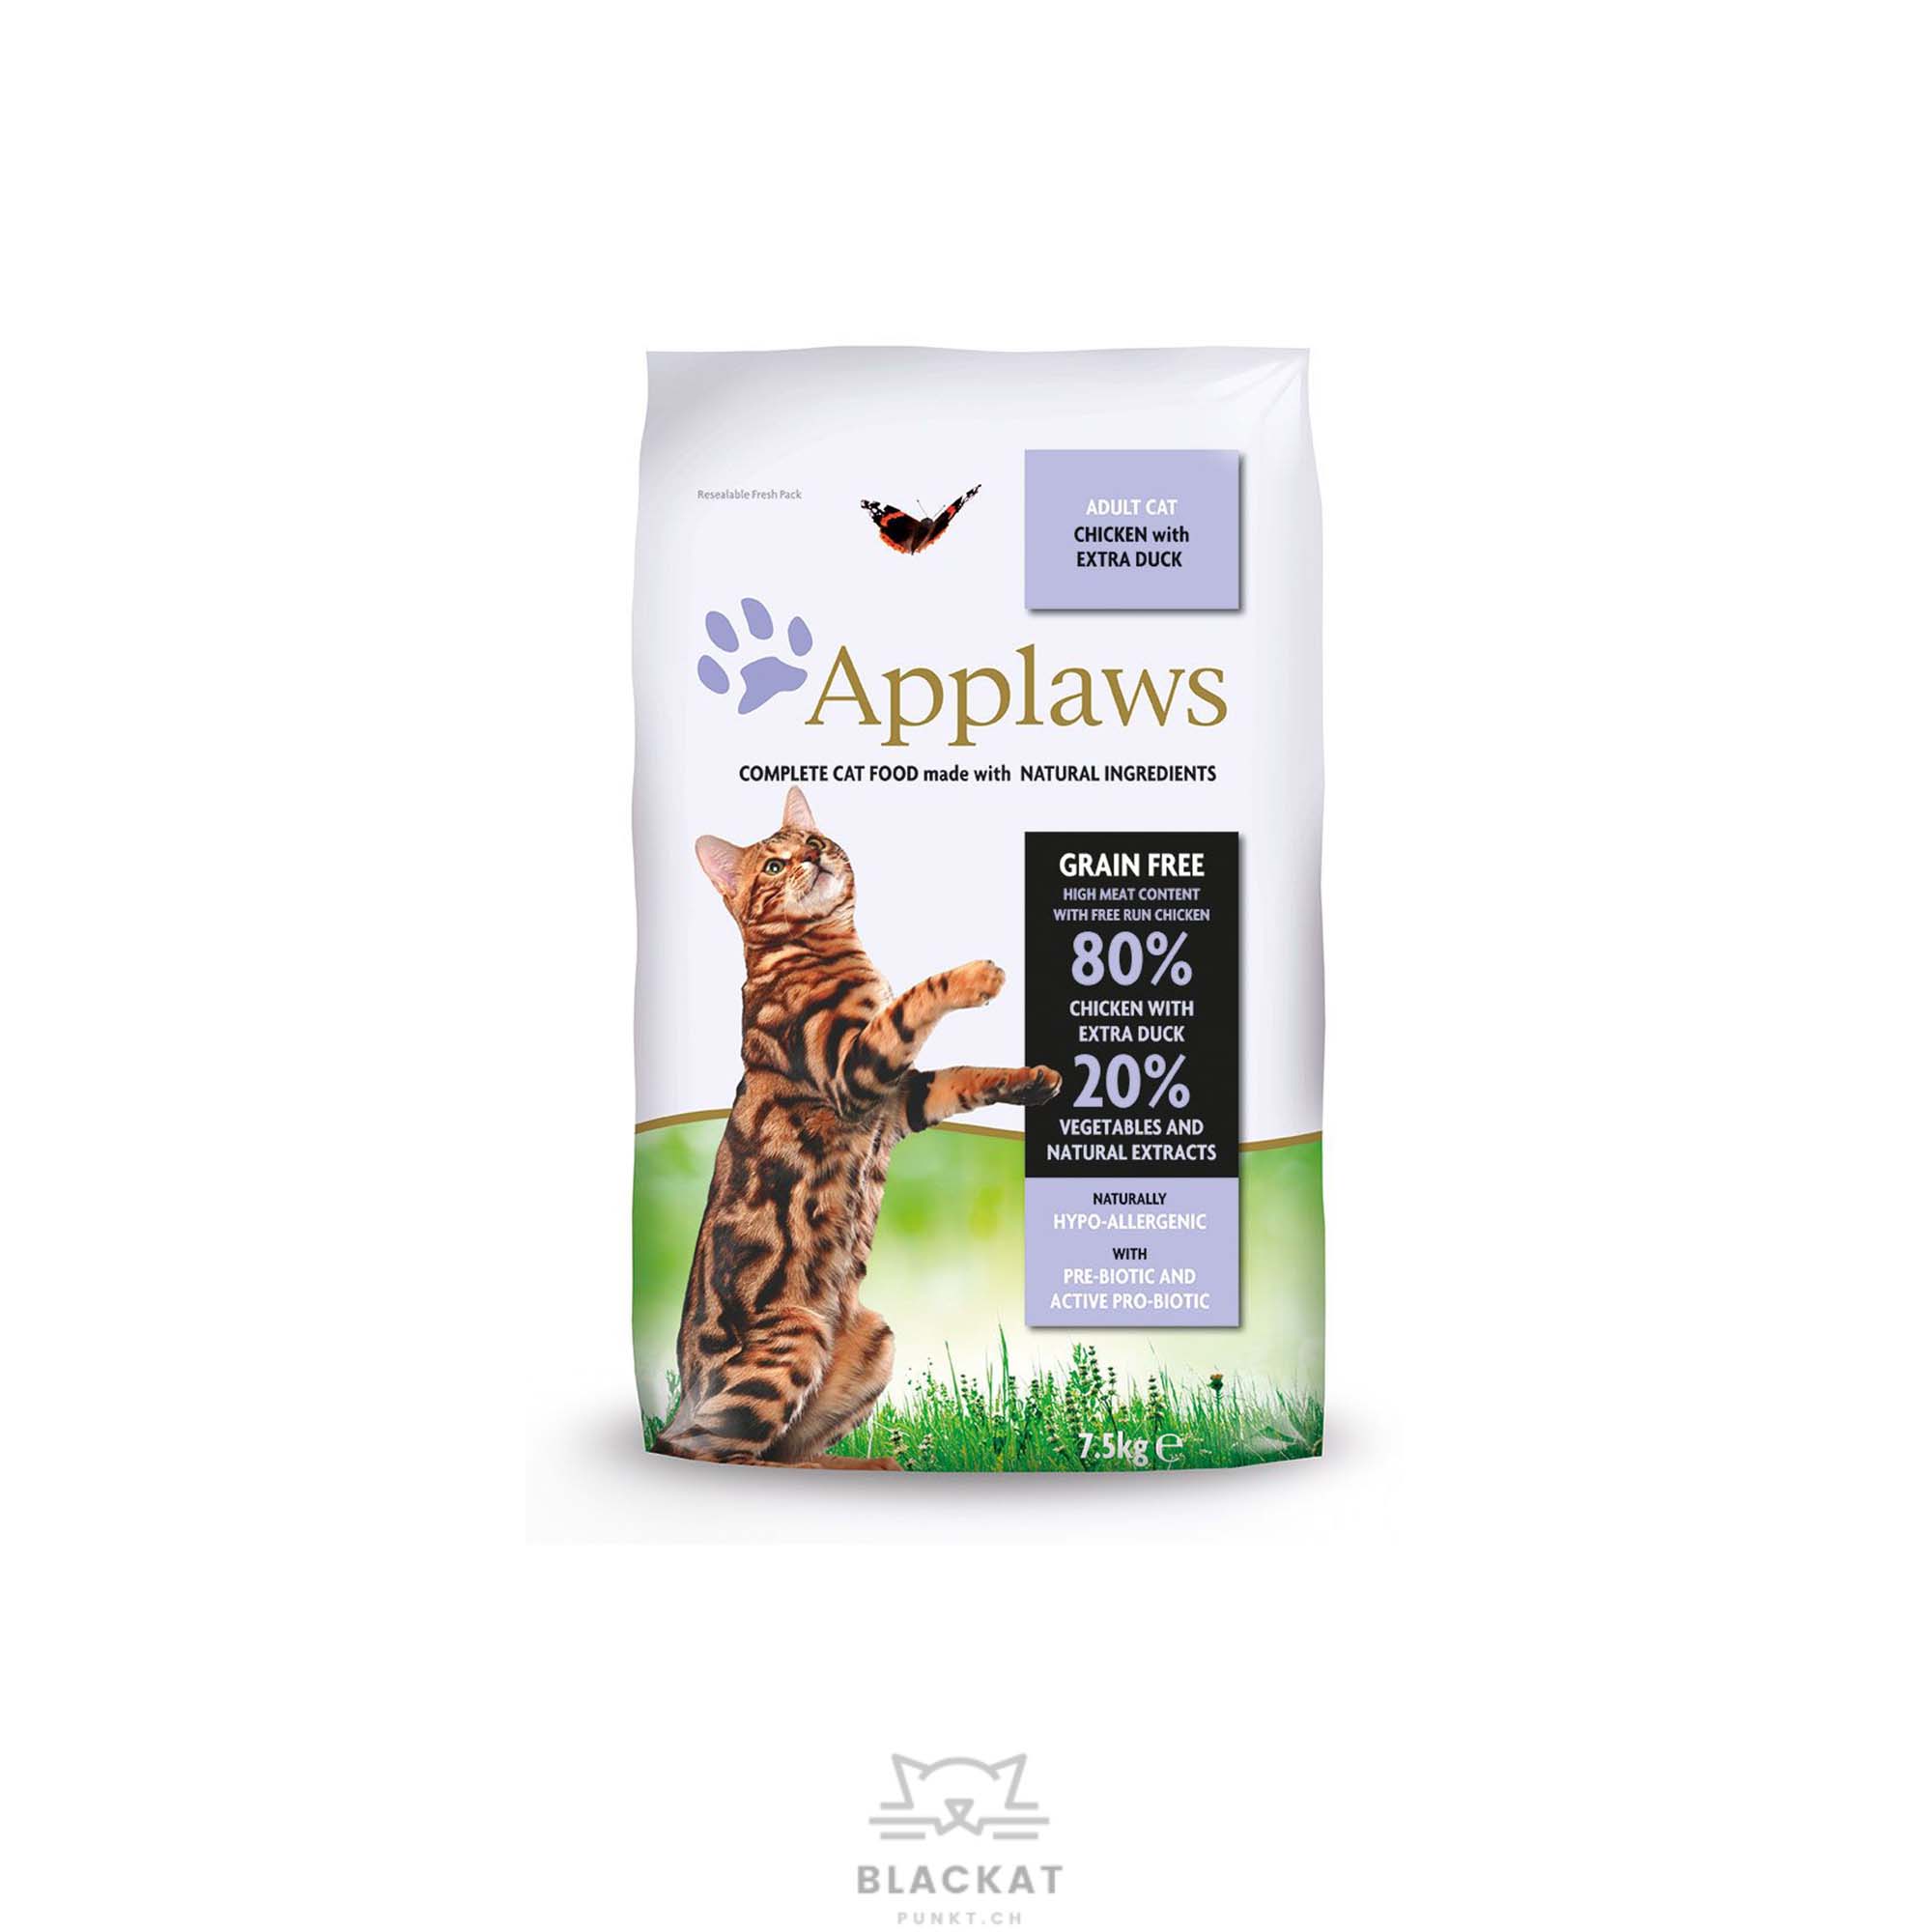 Resealable Fresh Pack
ADULT CAT
CHICKEN with
EXTRA DUCK
Applaws
COMPLETE CAT FOOD made with NATURAL INGREDIENTS
GRAIN FREE
HIGH MEAT CONTENT
WITH FREE RUN CHICKEN
80%
CHICKEN WITH
EXTRA DUCK
20%
VEGETABLES AND
NATURAL EXTRACTS
NATURALLY
HYPO-ALLERGENIC
WITH
PRE-BIOTIC AND
ACTIVE PRO-BIOTIC
7.5kg ℮
BLACKAT
PUNKT.CH